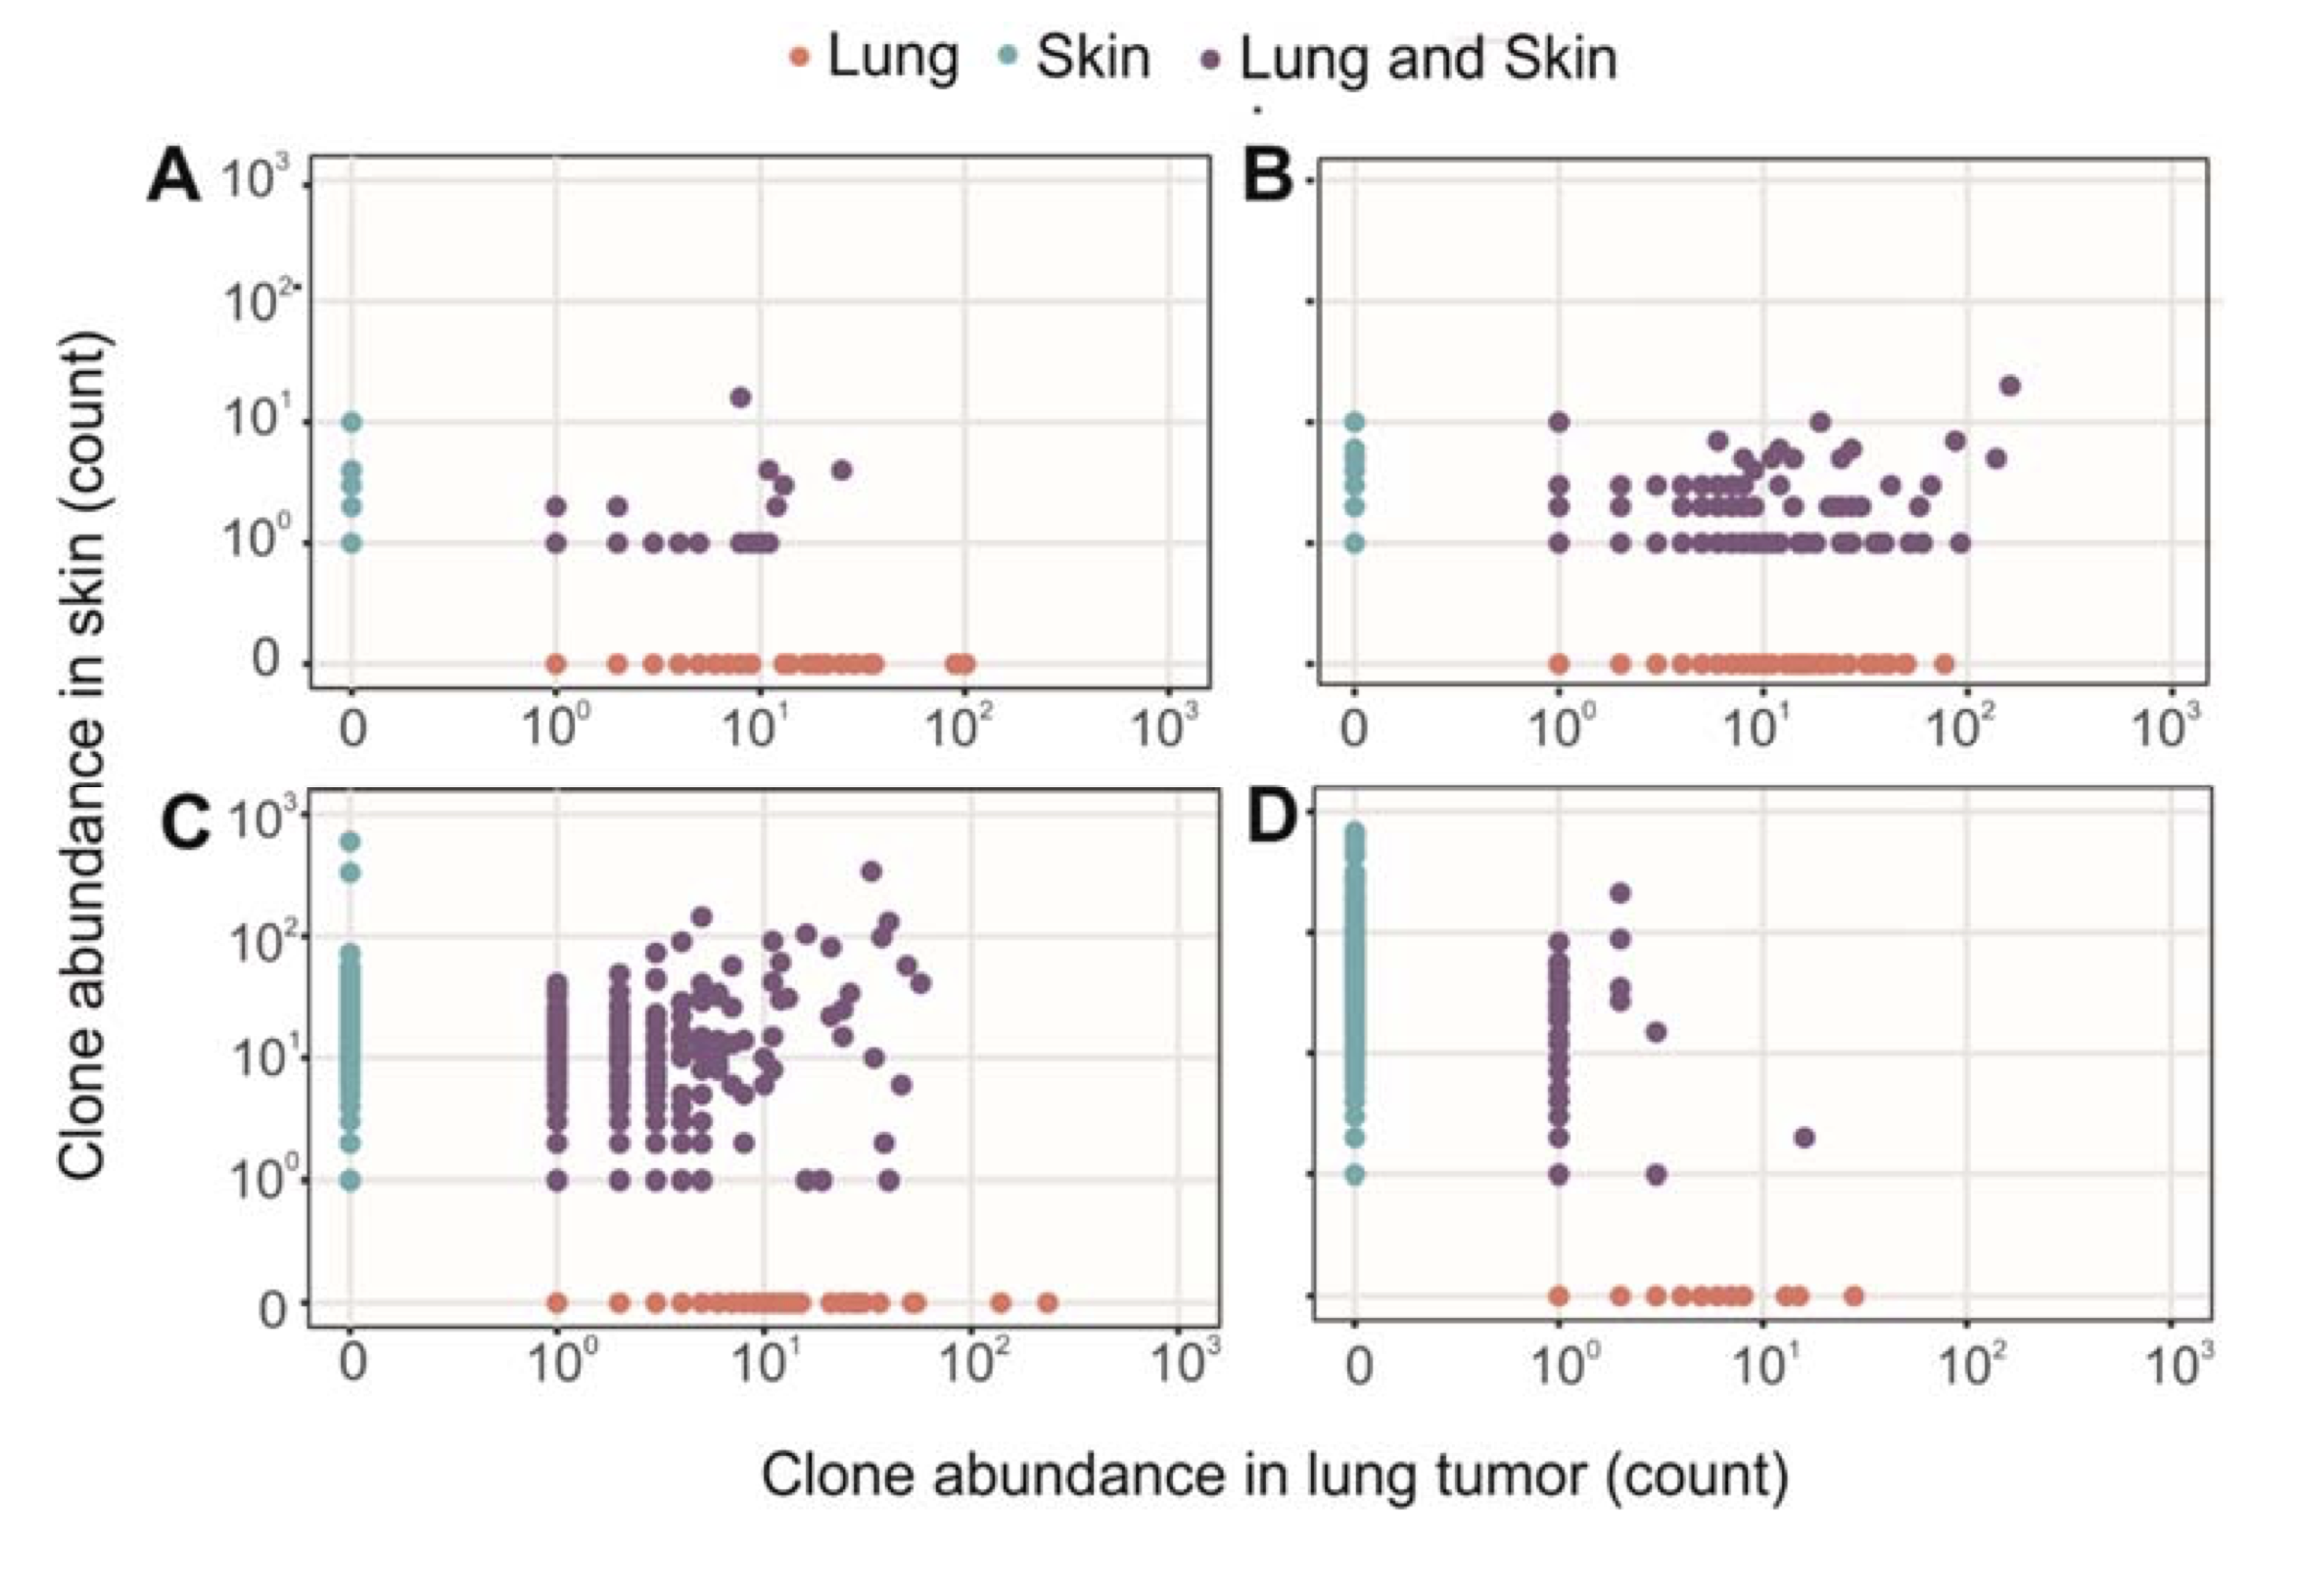 Lung Skin Lung and Skin
A B
10³
10²
10¹
10⁰
0
0 10⁰ 10¹ 10² 10³ 0 10⁰ 10¹ 10² 10³
Clone abundance in skin (count)
C D
10³
10²
10¹
10⁰
0
0 10⁰ 10¹ 10² 10³ 0 10⁰ 10¹ 10² 10³
Clone abundance in lung tumor (count)